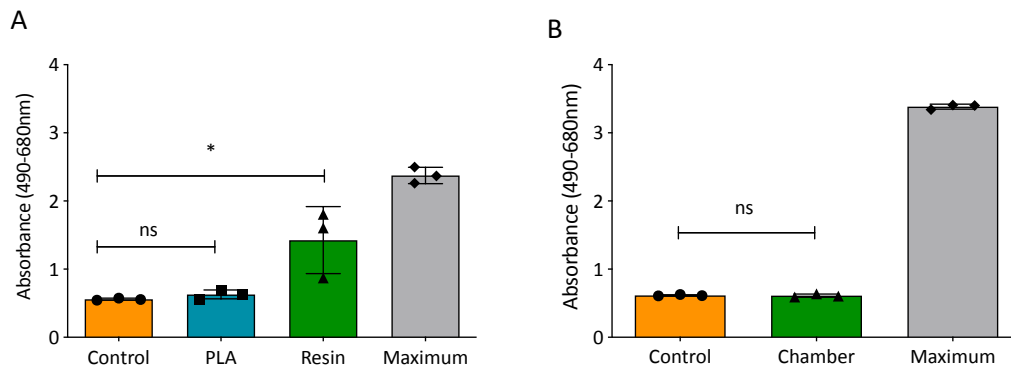 A
Absorbance (490-680nm)
4
3
2
1
0
*
ns
Control PLA Resin Maximum
B
Absorbance (490-680nm)
4
3
2
1
0
ns
Control Chamber Maximum